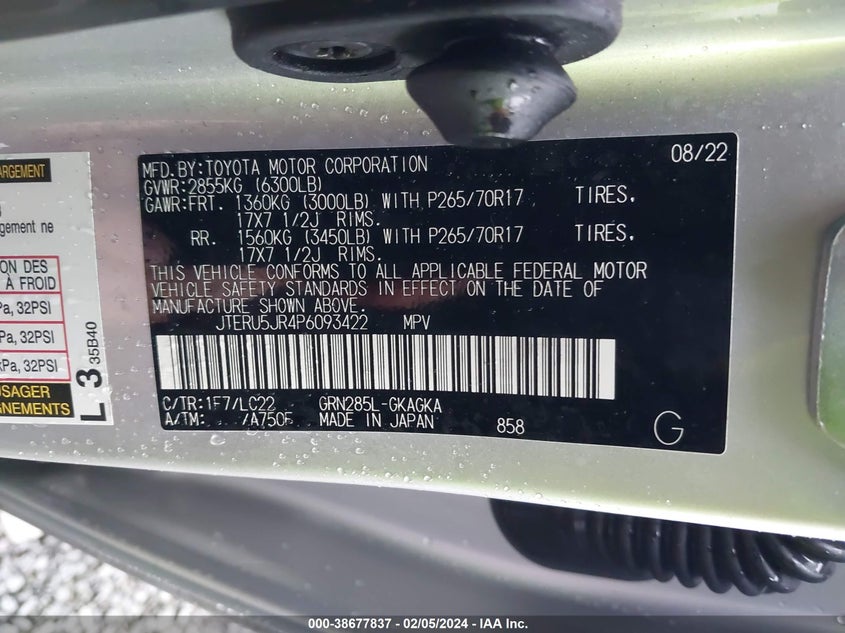 MFD.BY:TOYOTA MOTOR CORPORATION 08/22
GVWR:2855KG (6300LB)
GAWR:FRT. 1360KG (3000LB) WITH P265/70R17 TIRES.
17X7 1/2J RIMS.
RR. 1560KG (3450LB) WITH P265/70R17 TIRES.
17X7 1/2J RIMS.
THIS VEHICLE CONFORMS TO ALL APPLICABLE FEDERAL MOTOR
VEHICLE SAFETY STANDARDS IN EFFECT ON THE DATE OF
MANUFACTURE SHOWN ABOVE.
JTERU5JR4P6093422 MPV
C/TR:1F7/LC22 GRN285L-GKAGKA
A/TM: /A750F MADE IN JAPAN 858
G
ARGEMENT
gement ne
ION DES
À FROID
Pa, 32PSI
Pa, 32PSI
kPa, 32PSI
USAGER
GNEMENTS
L3 35B40
000-38677837 - 02/05/2024 - IAA Inc.